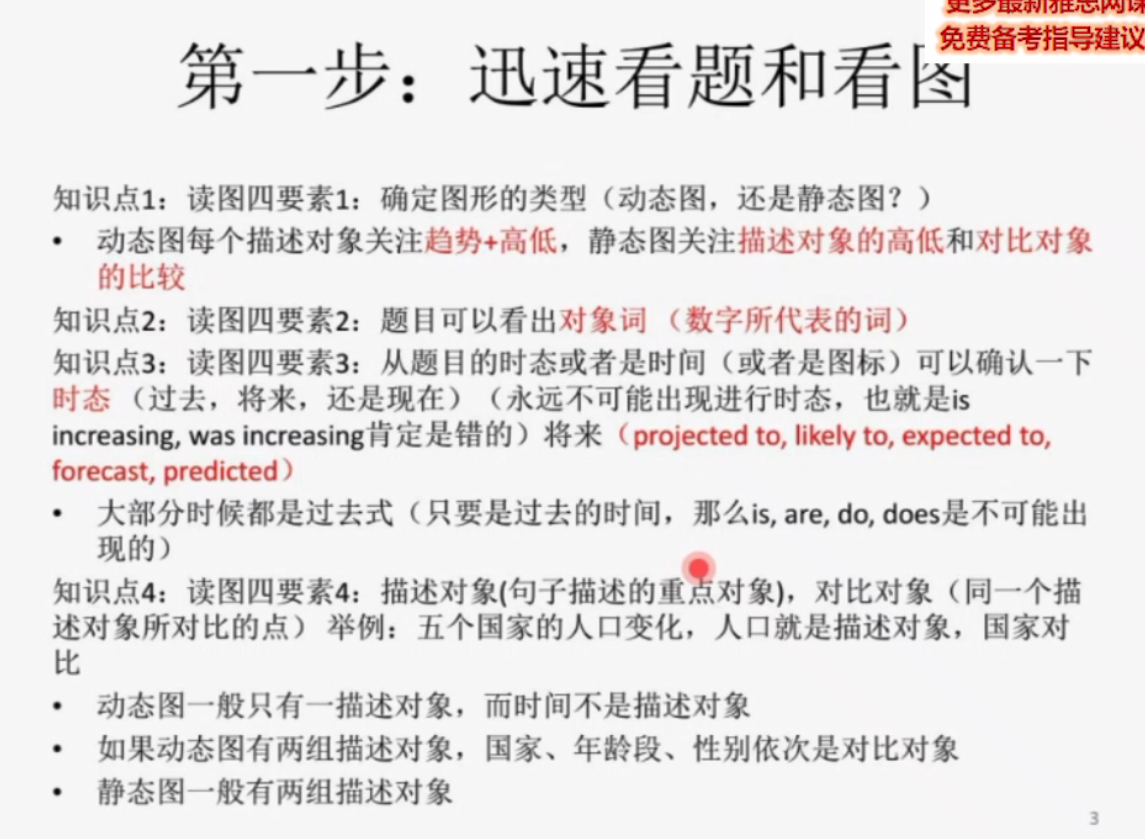 更多最新雅思网课
免费备考指导建议
第一步：迅速看题和看图
知识点1：读图四要素1：确定图形的类型（动态图，还是静态图？）
• 动态图每个描述对象关注趋势+高低，静态图关注描述对象的高低和对比对象
的比较
知识点2：读图四要素2：题目可以看出对象词 （数字所代表的词）
知识点3：读图四要素3：从题目的时态或者是时间（或者是图标）可以确认一下
时态 （过去，将来，还是现在）（永远不可能出现进行时态，也就是is
increasing, was increasing肯定是错的）将来（projected to, likely to, expected to,
forecast, predicted）
• 大部分时候都是过去式（只要是过去的时间，那么is, are, do, does是不可能出
现的）
知识点4：读图四要素4：描述对象(句子描述的重点对象)，对比对象（同一个描
述对象所对比的点） 举例：五个国家的人口变化，人口就是描述对象，国家对
比
• 动态图一般只有一描述对象，而时间不是描述对象
• 如果动态图有两组描述对象，国家、年龄段、性别依次是对比对象
• 静态图一般有两组描述对象
3